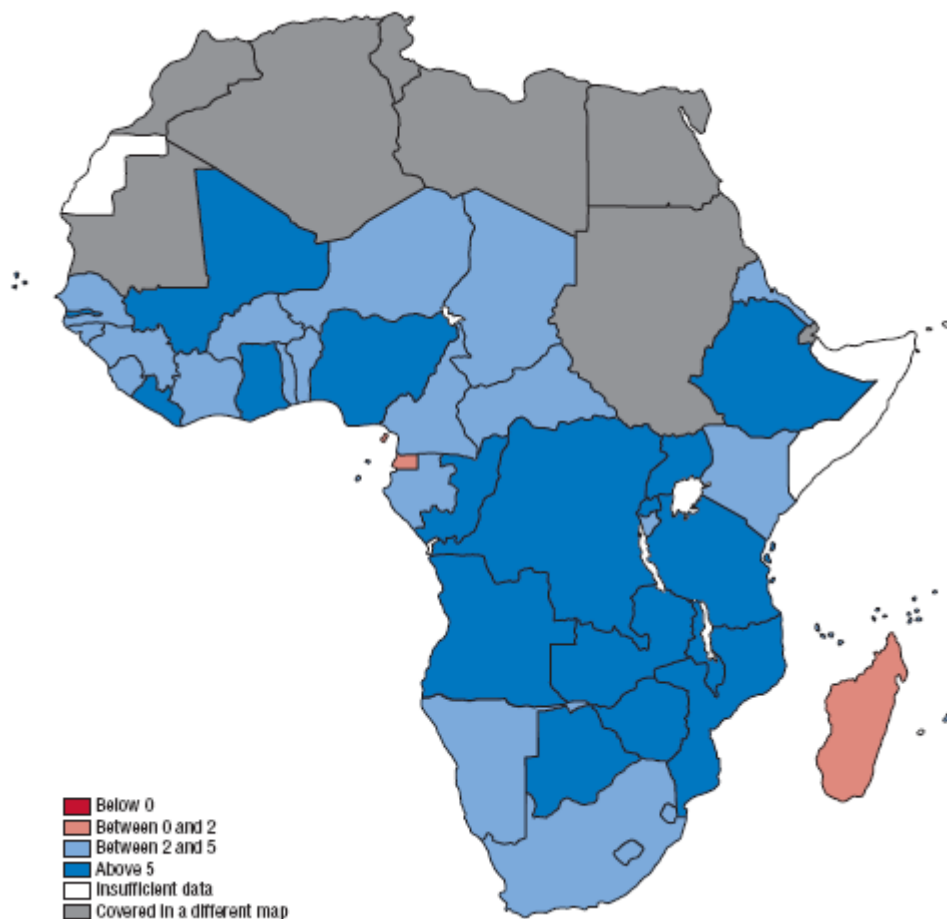 Below 0
Between 0 and 2
Between 2 and 5
Above 5
Insufficient data
Covered in a different map